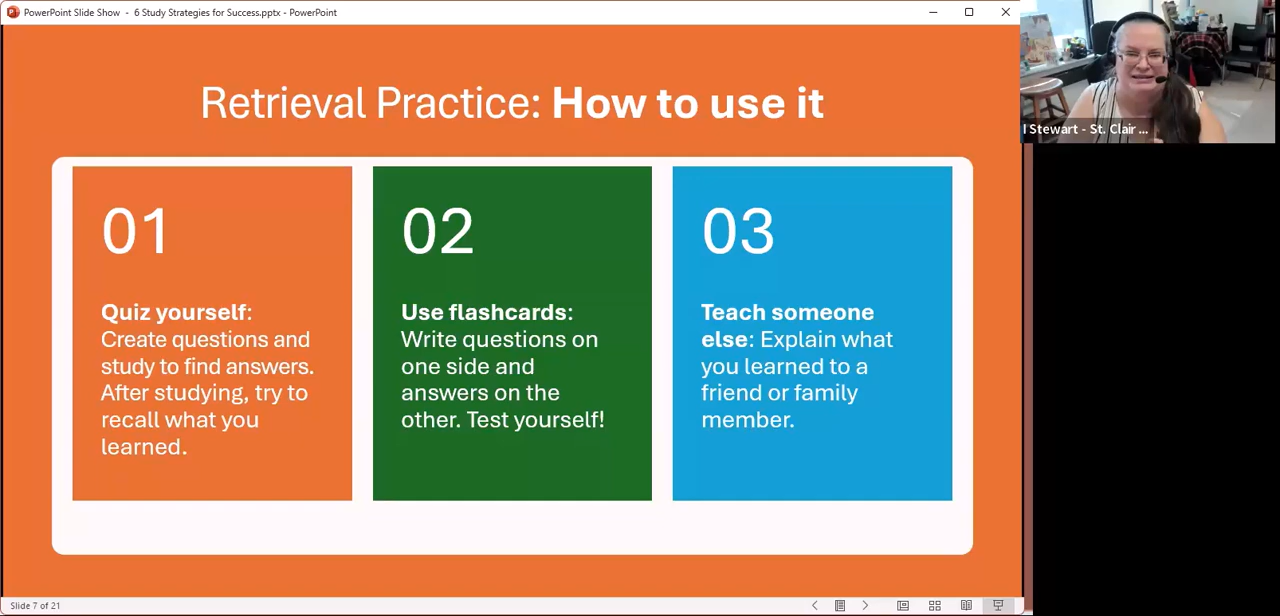 PowerPoint Slide Show - 6 Study Strategies for Success.pptx - PowerPoint
I Stewart - St. Clair ...
Retrieval Practice: How to use it
01
Quiz yourself:
Create questions and
study to find answers.
After studying, try to
recall what you
learned.
02
Use flashcards:
Write questions on
one side and
answers on the
other. Test yourself!
03
Teach someone
else: Explain what
you learned to a
friend or family
member.
Slide 7 of 21